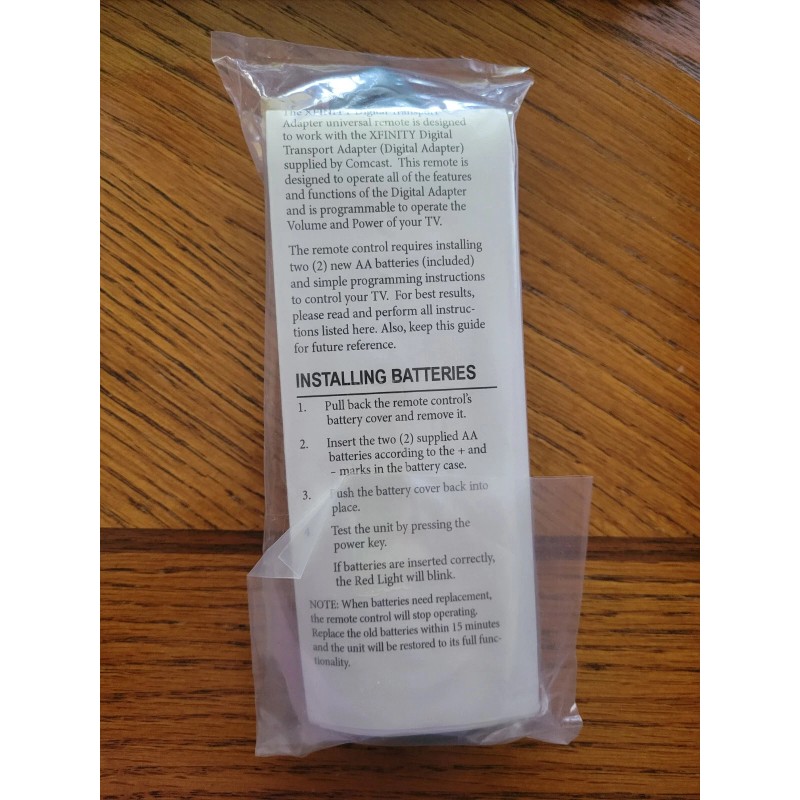 The XFINITY Digital Transport
Adapter universal remote is designed
to work with the XFINITY Digital
Transport Adapter (Digital Adapter)
supplied by Comcast. This remote is
designed to operate all of the features
and functions of the Digital Adapter
and is programmable to operate the
Volume and Power of your TV.
The remote control requires installing
two (2) new AA batteries (included)
and simple programming instructions
to control your TV. For best results,
please read and perform all instruc-
tions listed here. Also, keep this guide
for future reference.
INSTALLING BATTERIES
1. Pull back the remote control's
battery cover and remove it.
2. Insert the two (2) supplied AA
batteries according to the + and
– marks in the battery case.
3. Push the battery cover back into
place.
Test the unit by pressing the
power key.
If batteries are inserted correctly,
the Red Light will blink.
NOTE: When batteries need replacement,
the remote control will stop operating.
Replace the old batteries within 15 minutes
and the unit will be restored to its full func-
tionality.